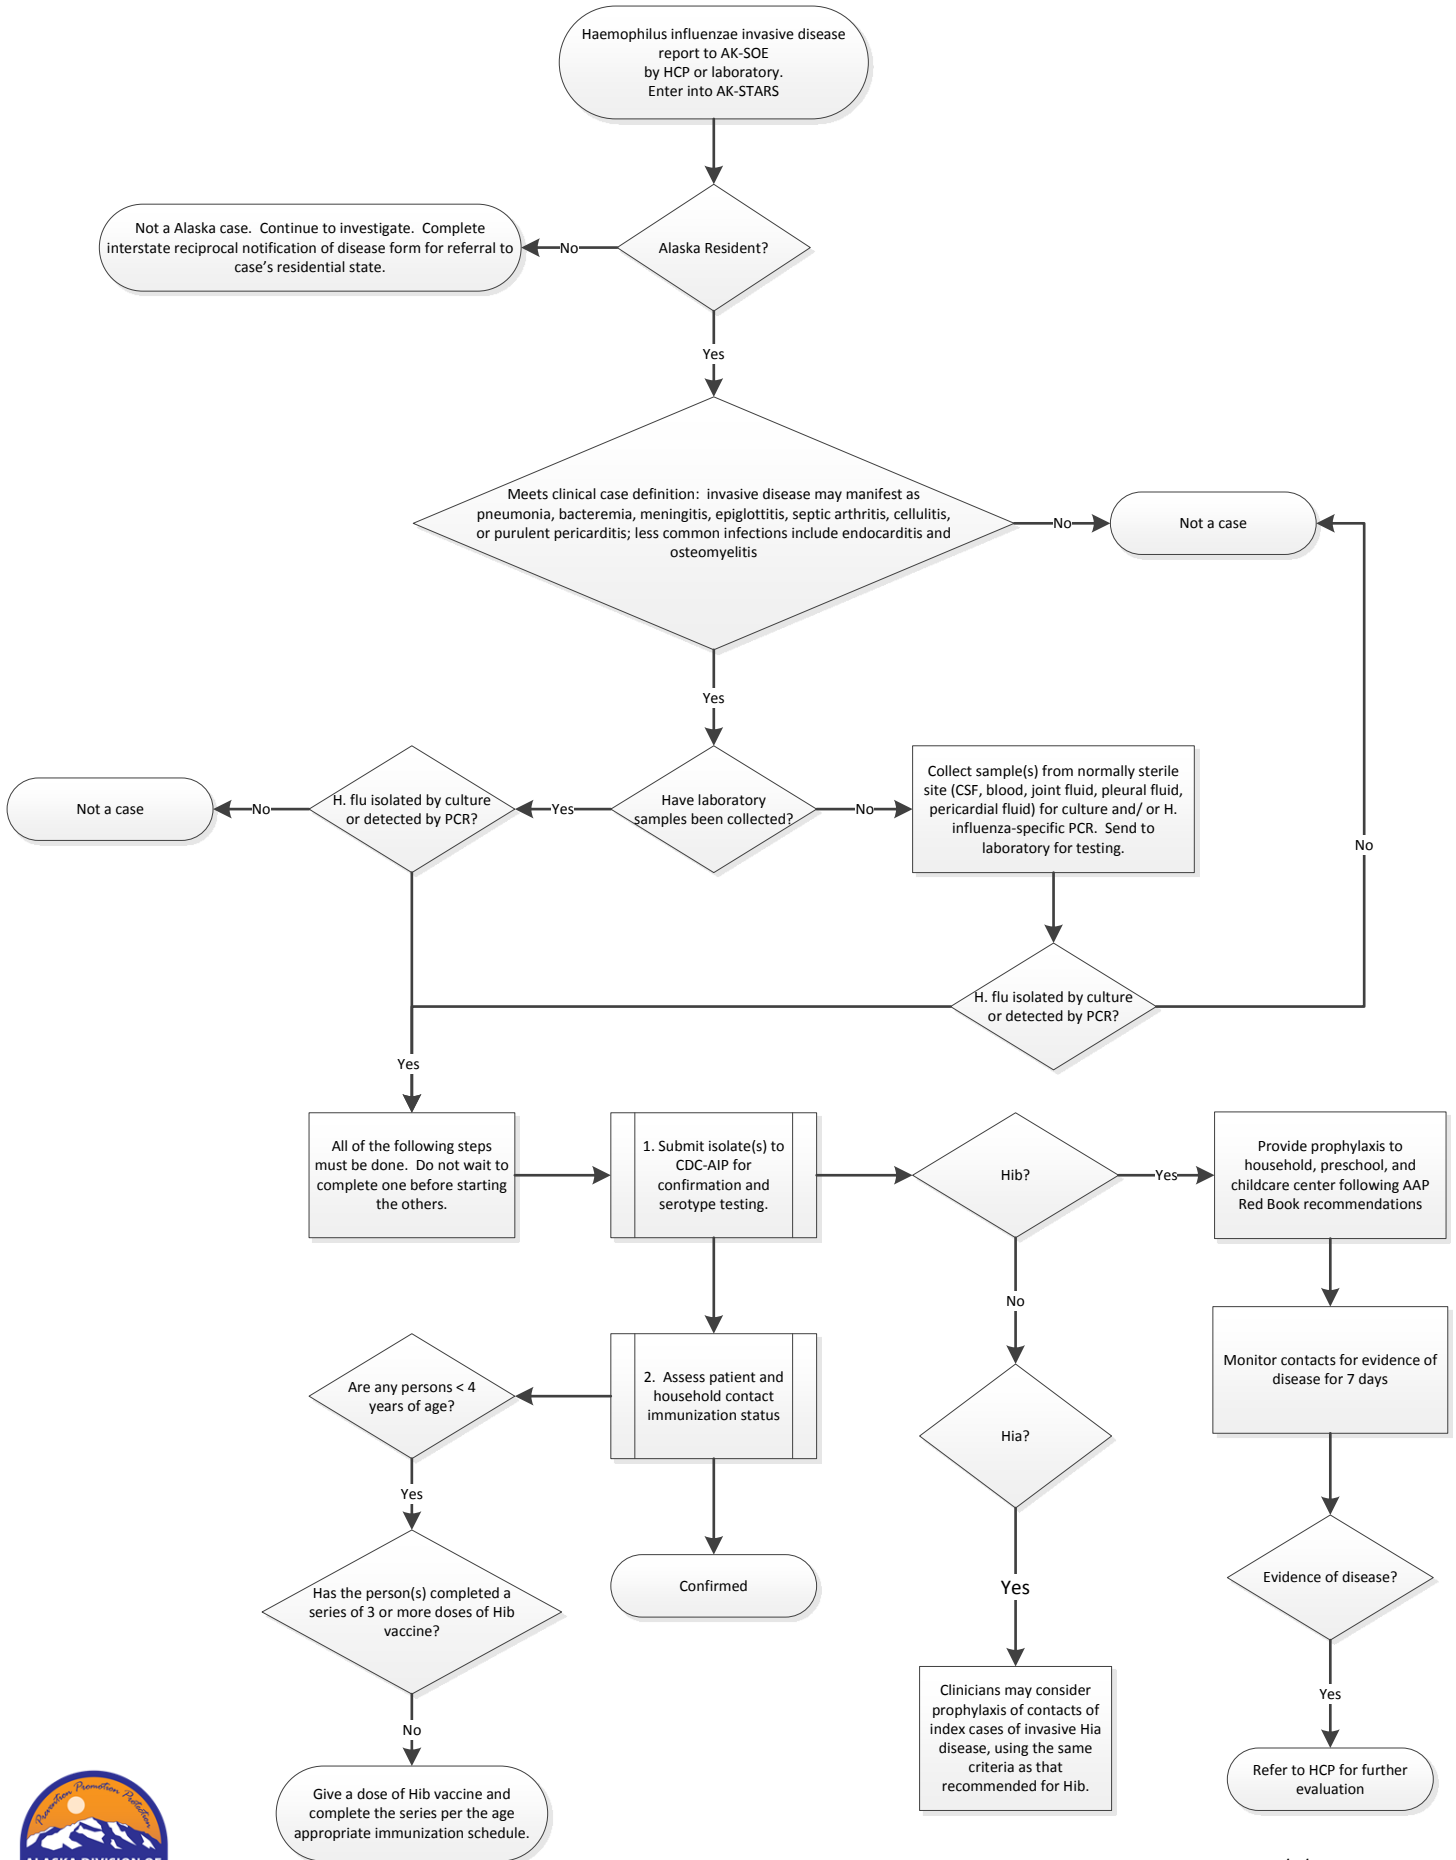 Haemophilus influenzae invasive disease
report to AK-SOE
by HCP or laboratory.
Enter into AK-STARS
Not a Alaska case.  Continue to investigate.  Complete
interstate reciprocal notification of disease form for referral to
case's residential state.
No
Alaska Resident?
Yes
Meets clinical case definition:  invasive disease may manifest as
pneumonia, bacteremia, meningitis, epiglottitis, septic arthritis, cellulitis,
or purulent pericarditis; less common infections include endocarditis and
osteomyelitis
No
Not a case
Yes
Not a case
No
H. flu isolated by culture
or detected by PCR?
Yes
Have laboratory
samples been collected?
No
Collect sample(s) from normally sterile
site (CSF, blood, joint fluid, pleural fluid,
pericardial fluid) for culture and/ or H.
influenza-specific PCR.  Send to
laboratory for testing.
No
H. flu isolated by culture
or detected by PCR?
Yes
All of the following steps
must be done.  Do not wait to
complete one before starting
the others.
1. Submit isolate(s) to
CDC-AIP for
confirmation and
serotype testing.
Hib?
Yes
Provide prophylaxis to
household, preschool, and
childcare center following AAP
Red Book recommendations
No
Monitor contacts for evidence of
disease for 7 days
Are any persons < 4
years of age?
2.  Assess patient and
household contact
immunization status
Hia?
Yes
Has the person(s) completed a
series of 3 or more doses of Hib
vaccine?
Confirmed
Yes
Evidence of disease?
Yes
No
Clinicians may consider
prophylaxis of contacts of
index cases of invasive Hia
disease, using the same
criteria as that
recommended for Hib.
Refer to HCP for further
evaluation
Give a dose of Hib vaccine and
complete the series per the age
appropriate immunization schedule.
Prevention Promotion Protection
ALASKA DIVISION OF